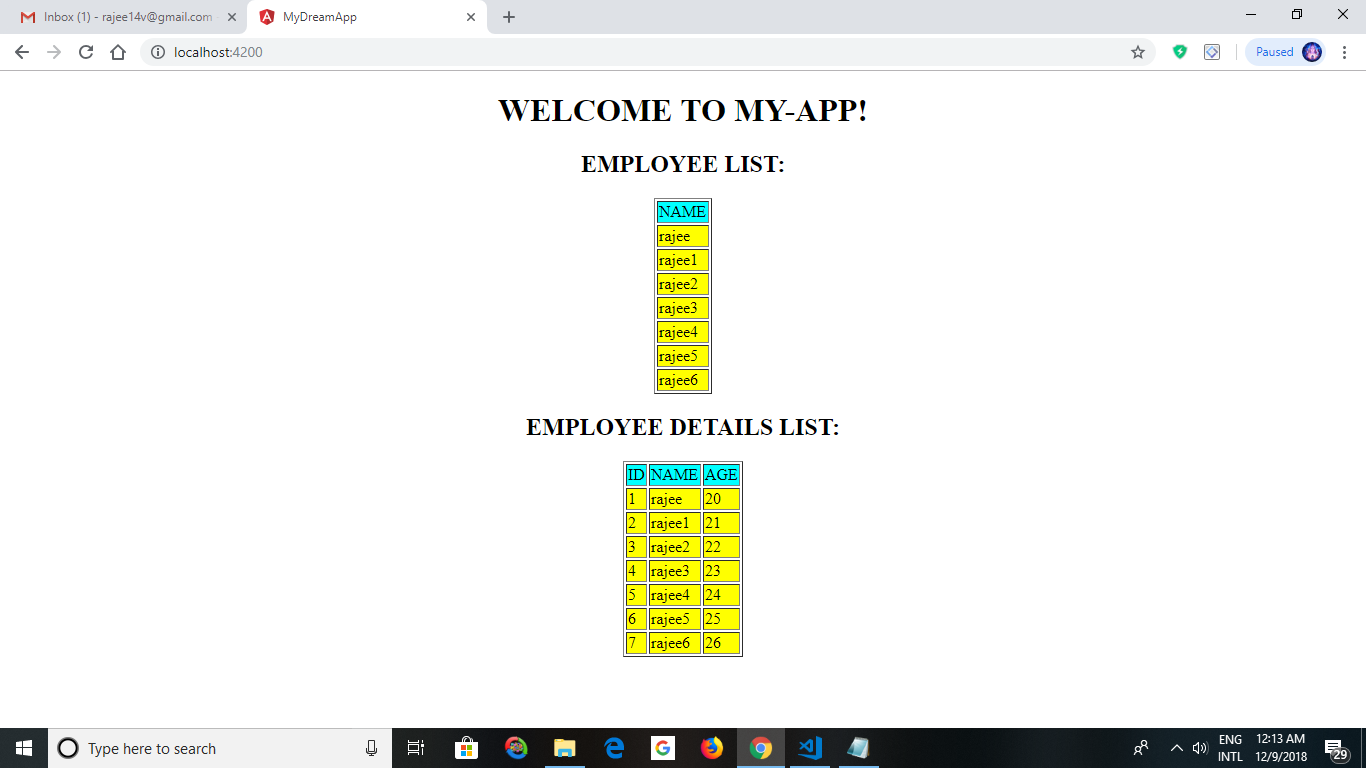 Inbox (1) - rajee14v@gmail.com
MyDreamApp
localhost:4200
Paused
WELCOME TO MY-APP!
EMPLOYEE LIST:
NAME
rajee
rajee1
rajee2
rajee3
rajee4
rajee5
rajee6
EMPLOYEE DETAILS LIST:
ID NAME AGE
1 rajee 20
2 rajee1 21
3 rajee2 22
4 rajee3 23
5 rajee4 24
6 rajee5 25
7 rajee6 26
Type here to search
ENG
INTL
12:13 AM
12/9/2018
29